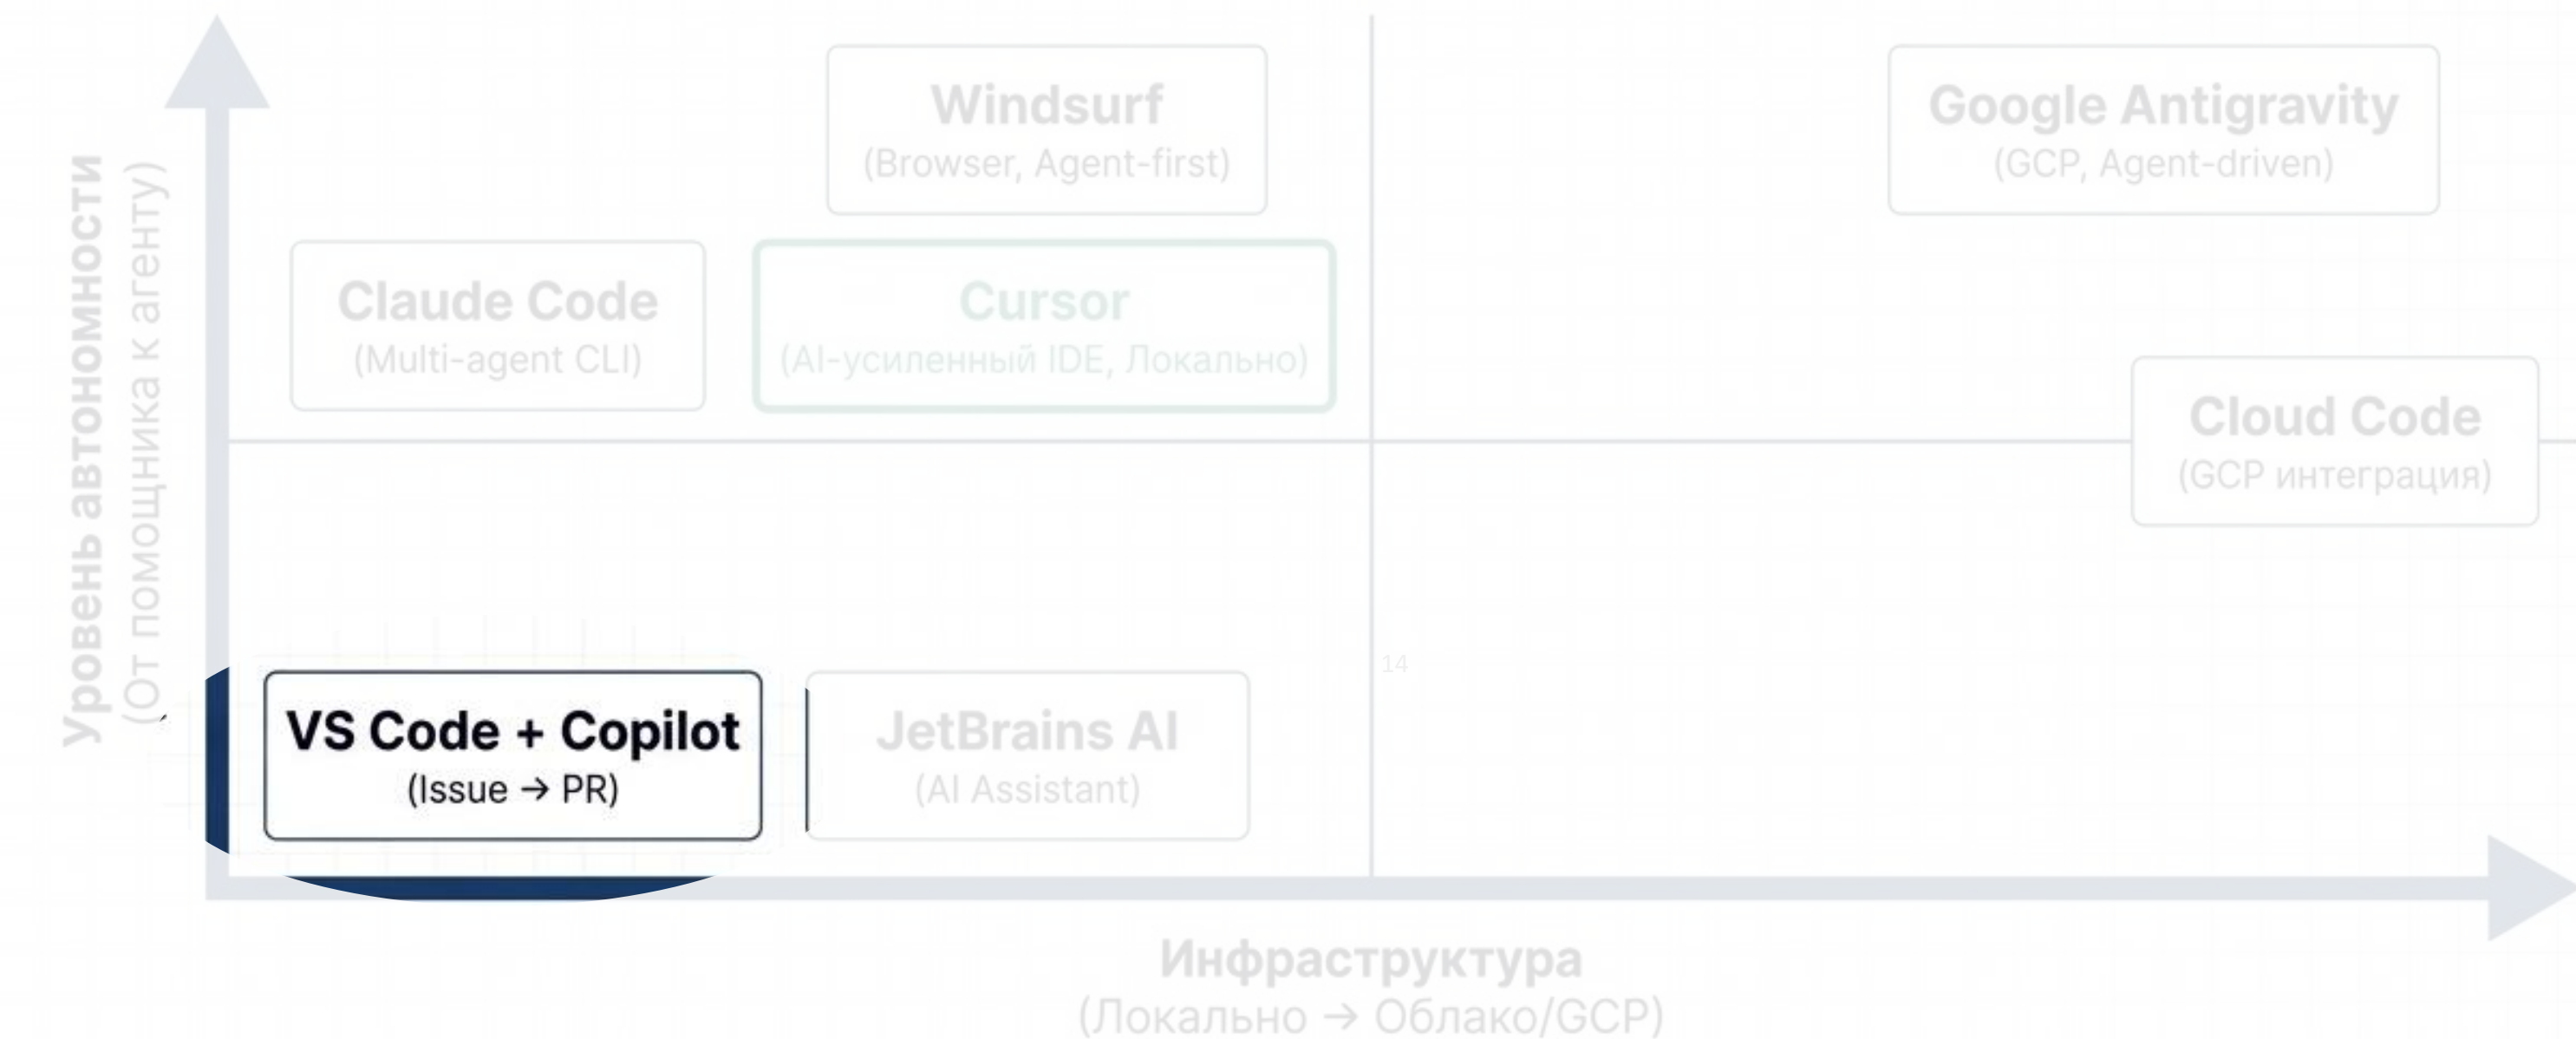 Уровень автономности
(От помощника к агенту)
Windsurf
(Browser, Agent-first)
Google Antigravity
(GCP, Agent-driven)
Claude Code
(Multi-agent CLI)
Cursor
(AI-усиленный IDE, Локально)
Cloud Code
(GCP интеграция)
14
VS Code + Copilot
(Issue → PR)
JetBrains AI
(AI Assistant)
Инфраструктура
(Локально → Облако/GCP)